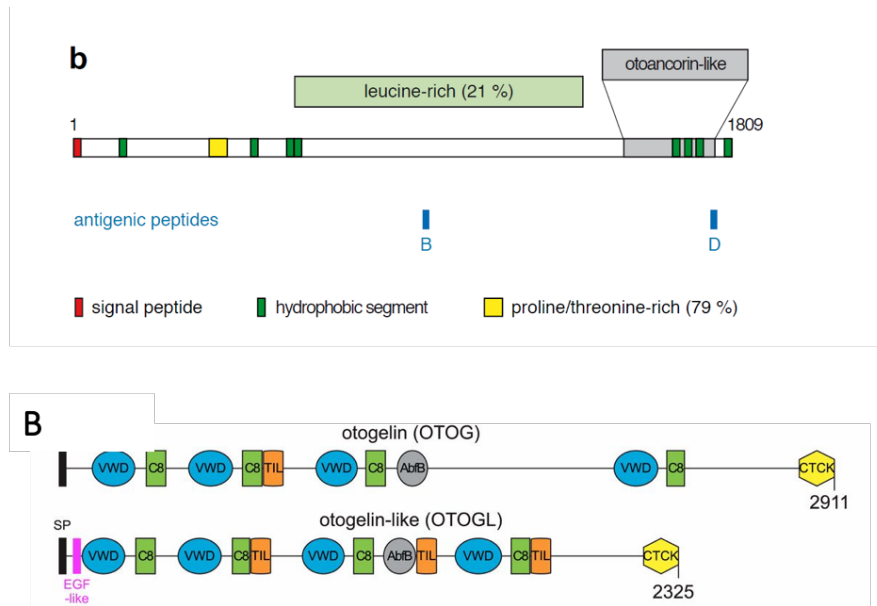 b
otoancorin-like
leucine-rich (21 %)
1
1809
antigenic peptides
B
D
signal peptide
hydrophobic segment
proline/threonine-rich (79 %)
B
otogelin (OTOG)
VWD C8 VWD C8 TIL VWD C8 AbfB VWD C8 CTCK
2911
otogelin-like (OTOGL)
SP
VWD C8 VWD C8 TIL VWD C8 AbfB TIL VWD C8 TIL CTCK
EGF
-like
2325